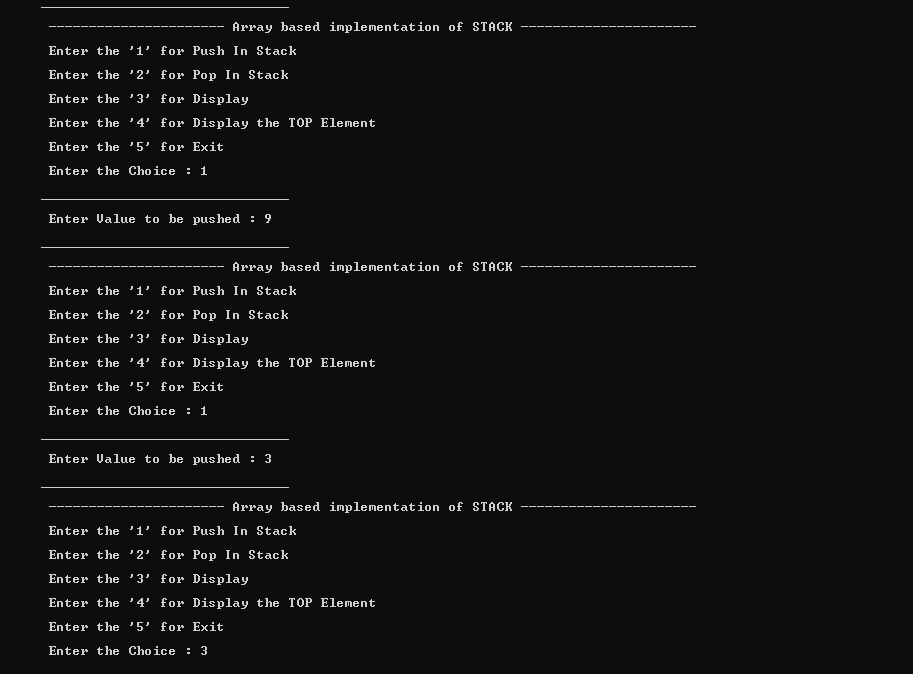 ---------------------- Array based implementation of STACK ----------------------
Enter the '1' for Push In Stack
Enter the '2' for Pop In Stack
Enter the '3' for Display
Enter the '4' for Display the TOP Element
Enter the '5' for Exit
Enter the Choice : 1
_______________________________
Enter Value to be pushed : 9
_______________________________
---------------------- Array based implementation of STACK ----------------------
Enter the '1' for Push In Stack
Enter the '2' for Pop In Stack
Enter the '3' for Display
Enter the '4' for Display the TOP Element
Enter the '5' for Exit
Enter the Choice : 1
_______________________________
Enter Value to be pushed : 3
_______________________________
---------------------- Array based implementation of STACK ----------------------
Enter the '1' for Push In Stack
Enter the '2' for Pop In Stack
Enter the '3' for Display
Enter the '4' for Display the TOP Element
Enter the '5' for Exit
Enter the Choice : 3